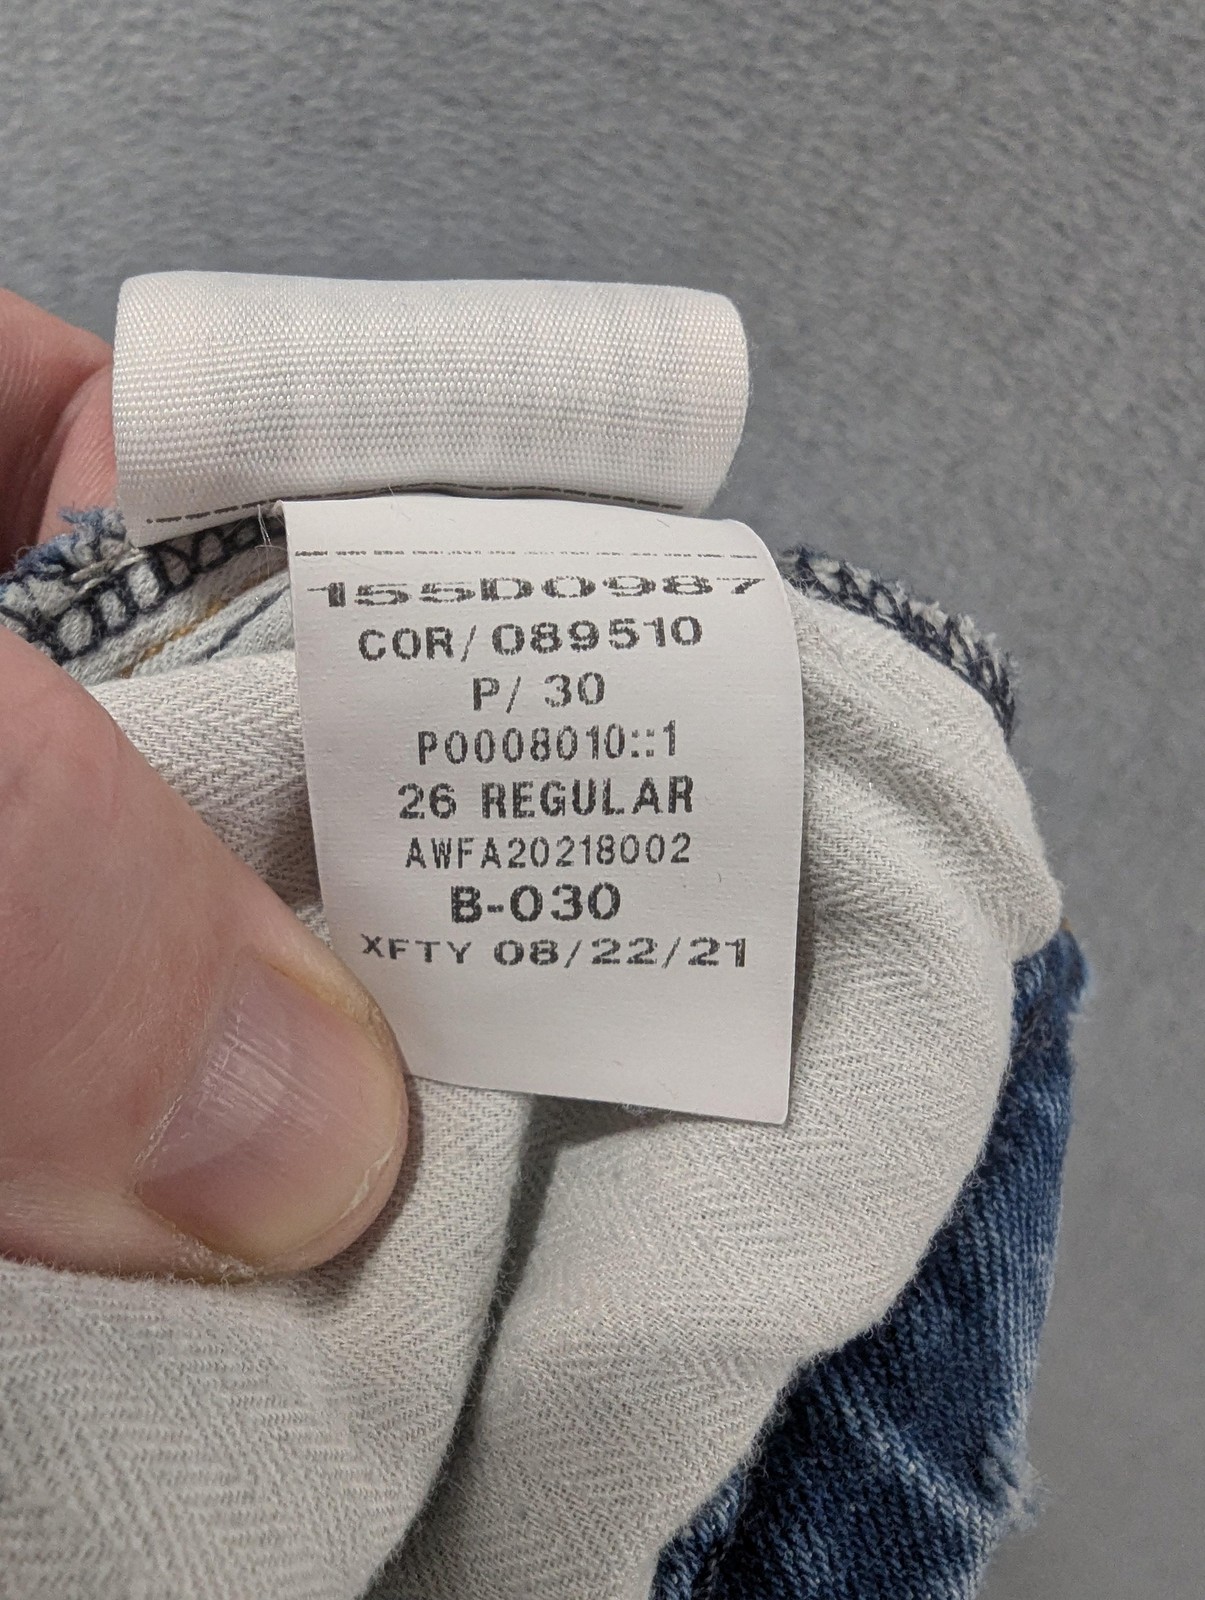 155D0987
COR/089510
P/ 30
P0008010::1
26 REGULAR
AWFA20218002
B-030
XFTY 08/22/21